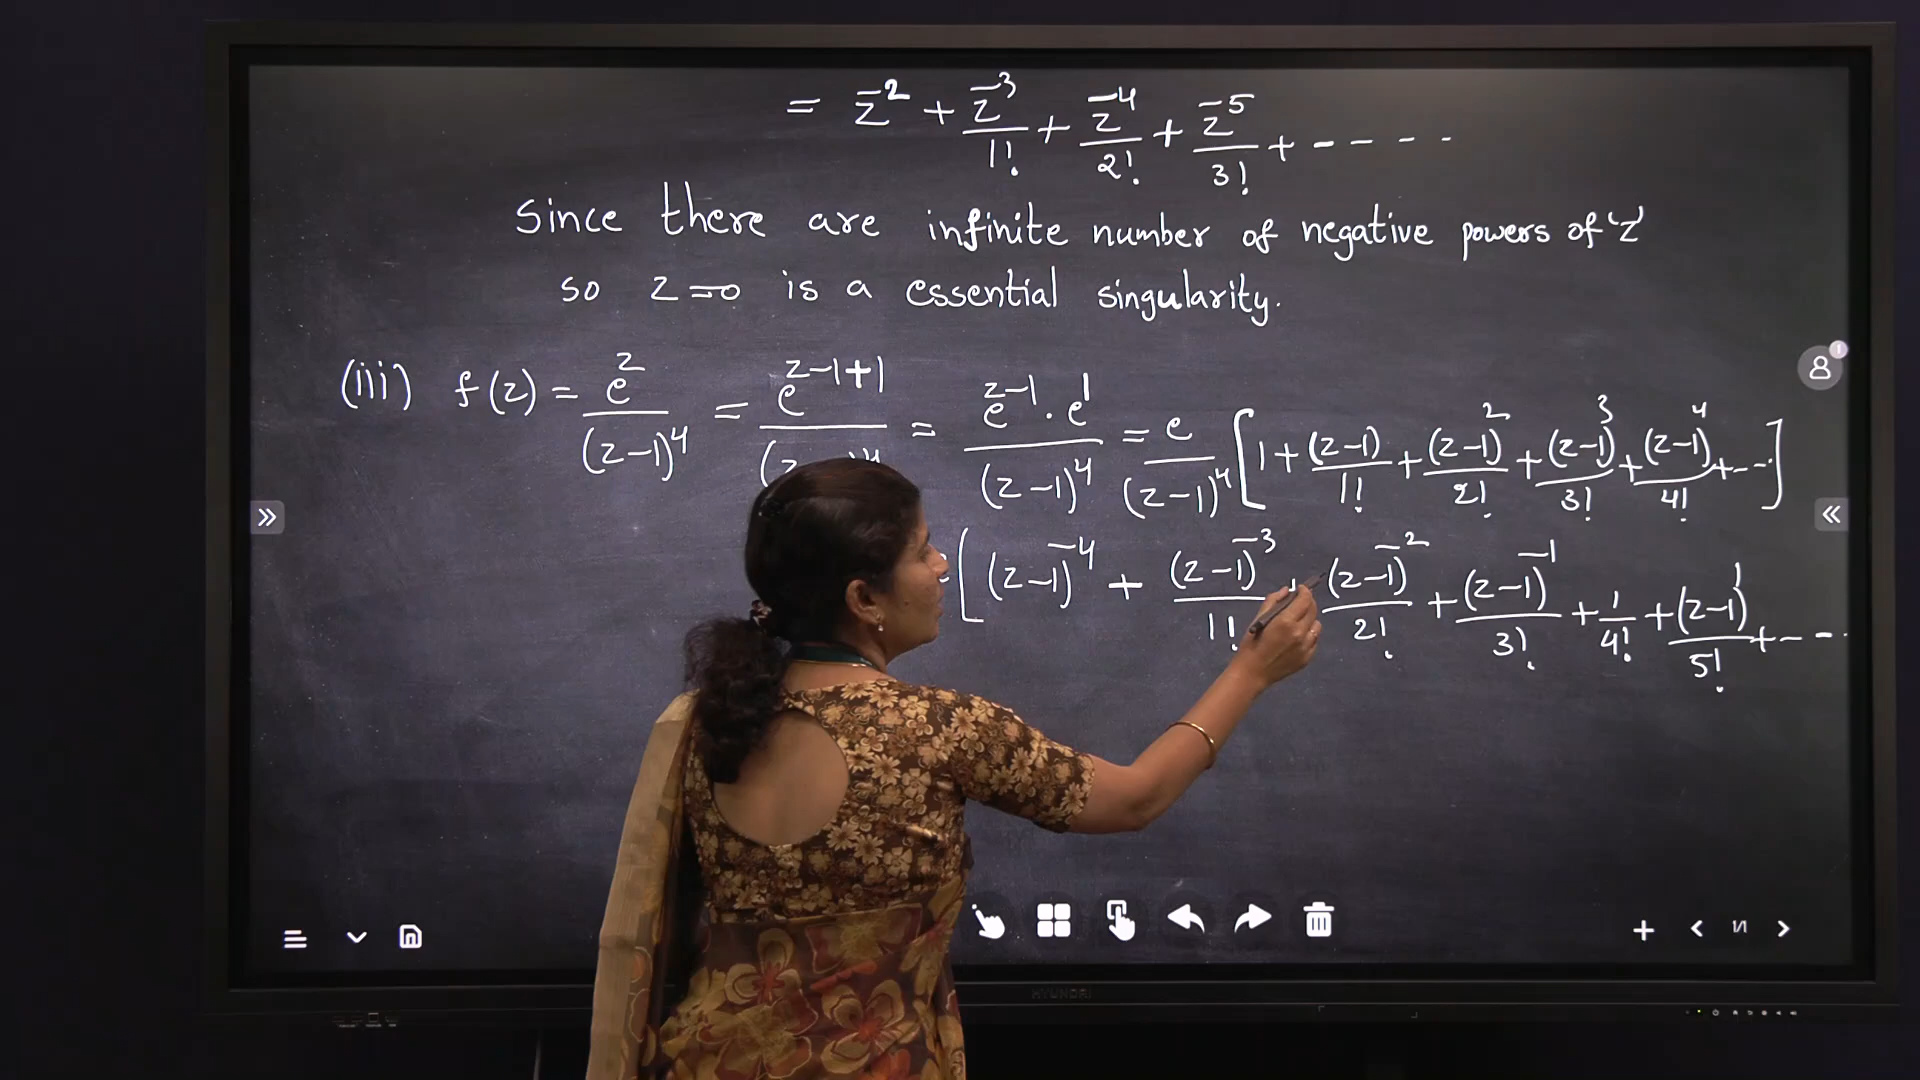 = z⁻² + z⁻³/1! + z⁻⁴/2! + z⁻⁵/3! + - - - -
Since there are infinite number of negative powers of 'z'
so z=0 is a essential singularity.
(iii) f(z) = e^z/(z-1)⁴ = e^(z-1+1)/(z = e^(z-1) · e^1/(z-1)⁴ = e/(z-1)⁴ [1 + (z-1)/1! + (z-1)²/2! + (z-1)³/3! + (z-1)⁴/4! + - - ]
[(z-1)⁻⁴ + (z-1)⁻³/1! + (z-1)⁻²/2! + (z-1)⁻¹/3! + 1/4! + (z-1)¹/5! + - - -
HYUNDAI